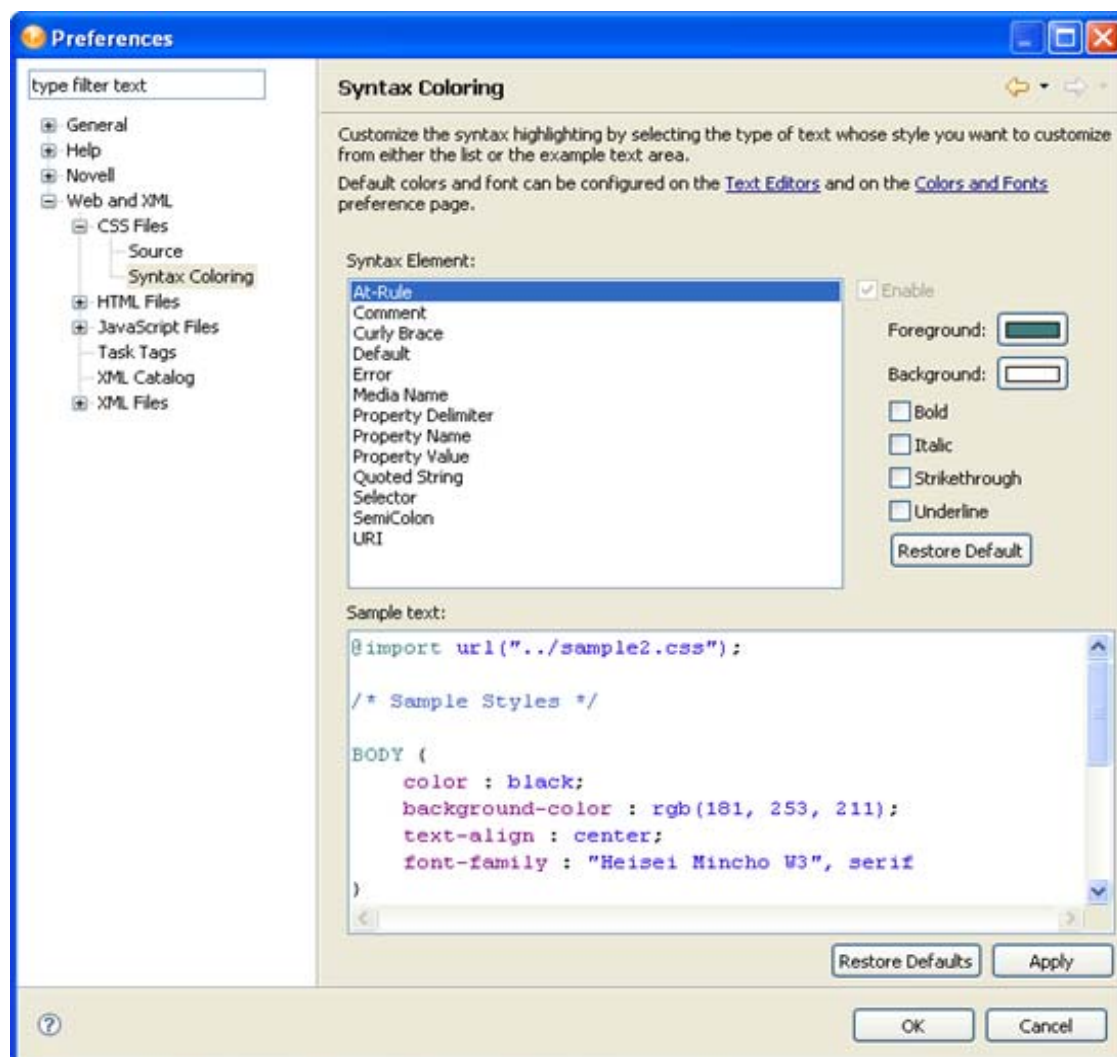 Preferences
type filter text
General
Help
Novell
Web and XML
CSS Files
Source
Syntax Coloring
HTML Files
JavaScript Files
Task Tags
XML Catalog
XML Files
Syntax Coloring
Customize the syntax highlighting by selecting the type of text whose style you want to customize
from either the list or the example text area.
Default colors and font can be configured on the Text Editors and on the Colors and Fonts
preference page.
Syntax Element:
At-Rule
Comment
Curly Brace
Default
Error
Media Name
Property Delimiter
Property Name
Property Value
Quoted String
Selector
SemiColon
URI
Enable
Foreground:
Background:
Bold
Italic
Strikethrough
Underline
Restore Default
Sample text:
@import url("../sample2.css");
/* Sample Styles */
BODY {
color : black;
background-color : rgb(181, 253, 211);
text-align : center;
font-family : "Heisei Mincho W3", serif
}
Restore Defaults
Apply
OK
Cancel